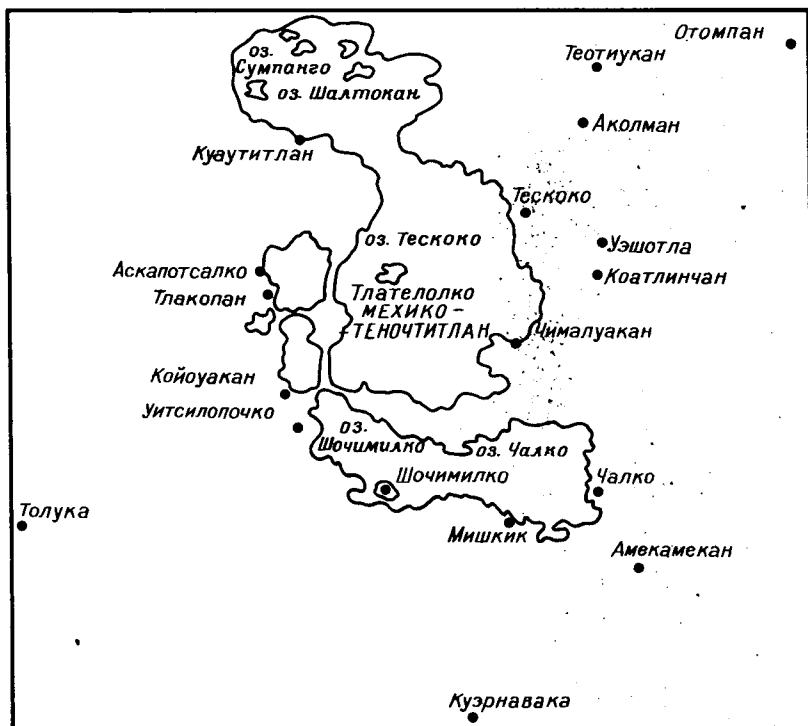 Отомпан
Теотиукан
оз.
Сумпанго
оз. Шалтокан
Аколман
Куаутитлан
Тескоко
оз. Тескоко
Уэшотла
Аскапотсалко
Коатлинчан
Тлакопан
Тлателолко
МЕХИКО-
-ТЕНОЧТИТЛАН
Чималуакан
Койоуакан
Уитсилопочко
оз.
Шочимилко
оз. Чалко
Шочимилко
Чалко
Толука
Мишкик
Амекамекан
Куэрнавака